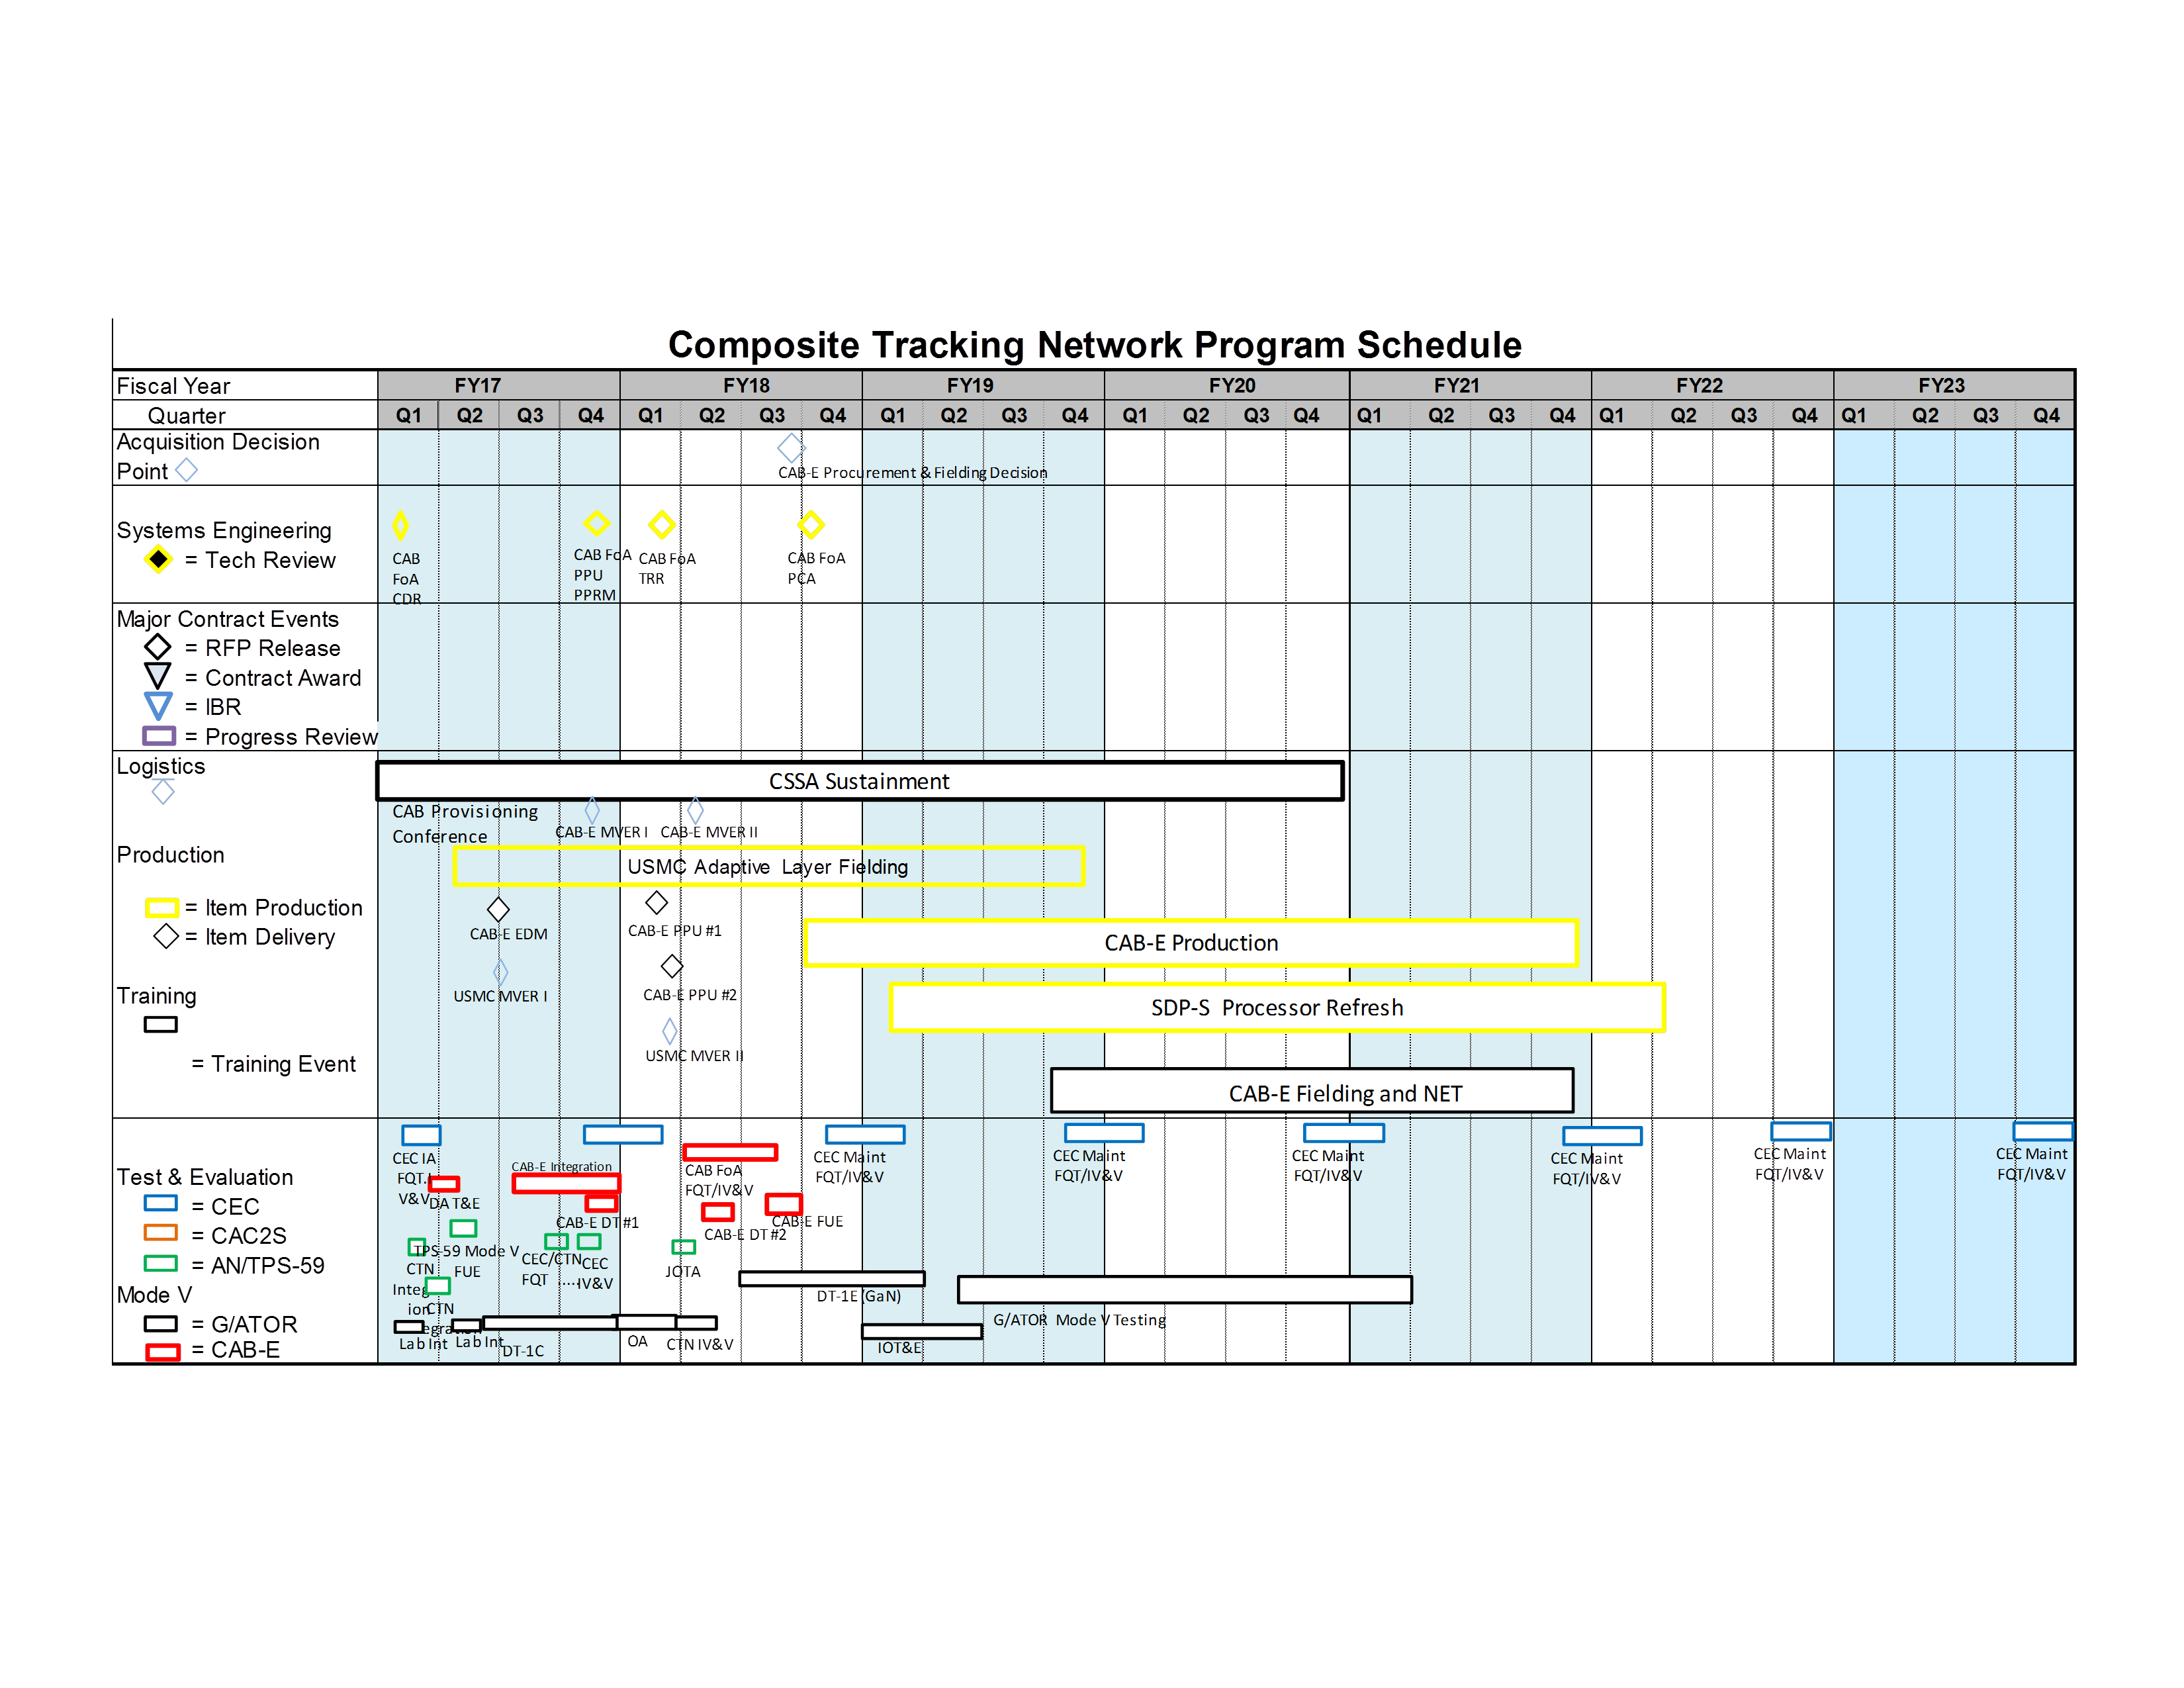 Composite Tracking Network Program Schedule
Fiscal Year FY17 FY18 FY19 FY20 FY21 FY22 FY23
Quarter Q1 Q2 Q3 Q4 Q1 Q2 Q3 Q4 Q1 Q2 Q3 Q4 Q1 Q2 Q3 Q4 Q1 Q2 Q3 Q4 Q1 Q2 Q3 Q4 Q1 Q2 Q3 Q4
Acquisition Decision
Point
CAB-E Procurement & Fielding Decision
Systems Engineering
= Tech Review
CAB
FoA
CDR
CAB FoA
PPU
PPRM
CAB FoA
TRR
CAB FoA
PCA
Major Contract Events
= RFP Release
= Contract Award
= IBR
= Progress Review
Logistics
CSSA Sustainment
CAB Provisioning
Conference
CAB-E MVER I
CAB-E MVER II
Production
USMC Adaptive Layer Fielding
= Item Production
= Item Delivery
CAB-E EDM
CAB-E PPU #1
CAB-E Production
USMC MVER I
CAB-E PPU #2
Training
SDP-S Processor Refresh
USMC MVER II
= Training Event
CAB-E Fielding and NET
Test & Evaluation
= CEC
= CAC2S
= AN/TPS-59
Mode V
= G/ATOR
= CAB-E
CEC IA
FQT.I
V&V
DA T&E
CAB-E Integration
CAB-E DT #1
CAB FoA
FQT/IV&V
CAB-E DT #2
CAB-E FUE
CEC Maint
FQT/IV&V
CEC Maint
FQT/IV&V
CEC Maint
FQT/IV&V
CEC Maint
FQT/IV&V
CEC Maint
FQT/IV&V
CEC Maint
FQT/IV&V
TPS-59 Mode V
FUE
CTN
Integ
ion
CTN
CEC/CTN
FQT .....
CEC
IV&V
JOTA
DT-1E (GaN)
G/ATOR Mode V Testing
Lab Int
Lab Int
DT-1C
OA
CTN IV&V
IOT&E